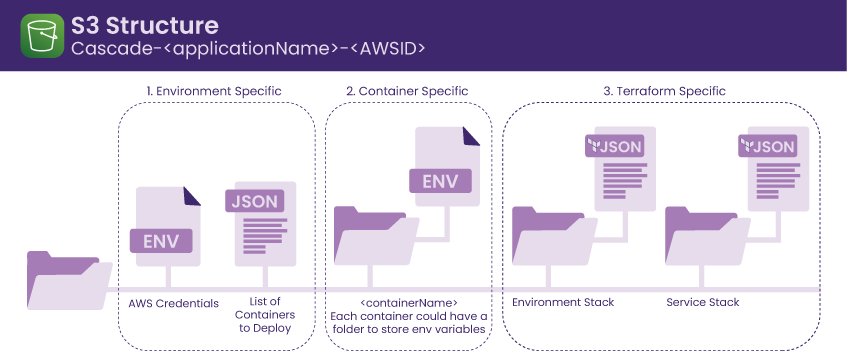 S3 Structure
Cascade-<applicationName>-<AWSID>
1. Environment Specific
ENV
AWS Credentials
JSON
List of
Containers
to Deploy
2. Container Specific
ENV
<containerName>
Each container could have a
folder to store env variables
3. Terraform Specific
JSON
Environment Stack
JSON
Service Stack